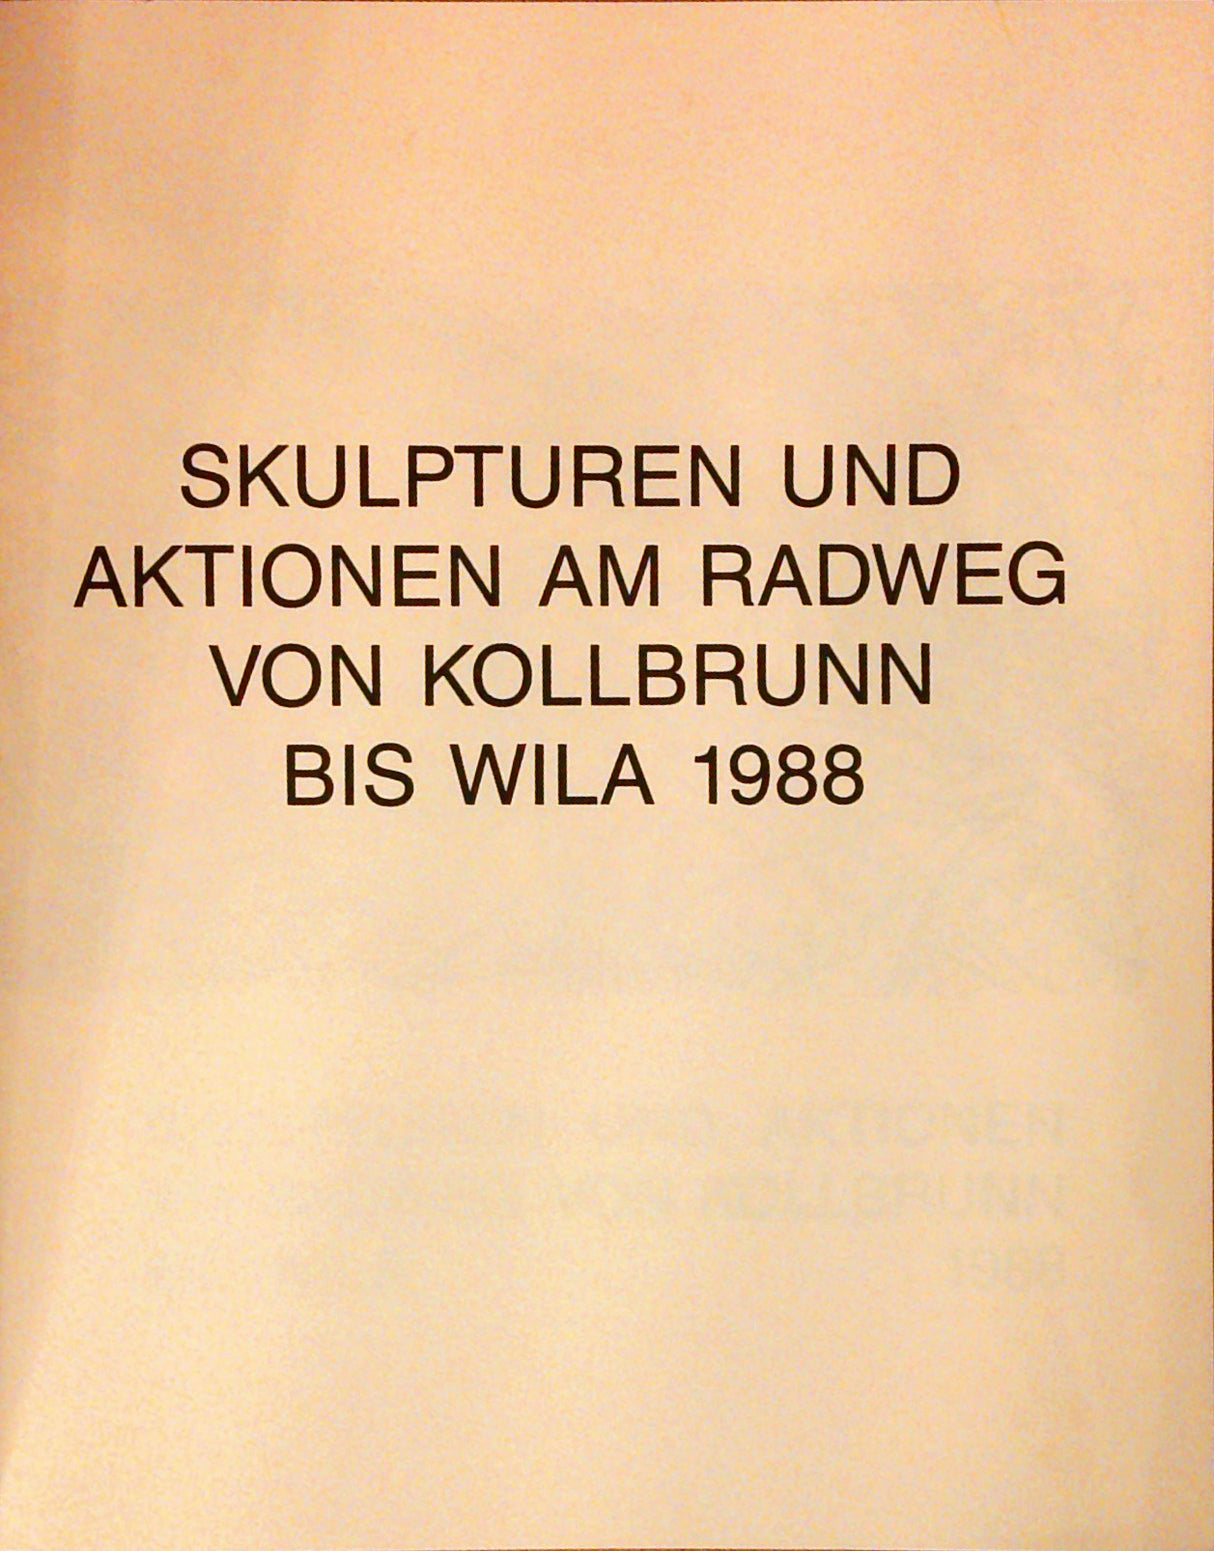 SKULPTUREN UND
AKTIONEN AM RADWEG
VON KOLLBRUNN
BIS WILA 1988